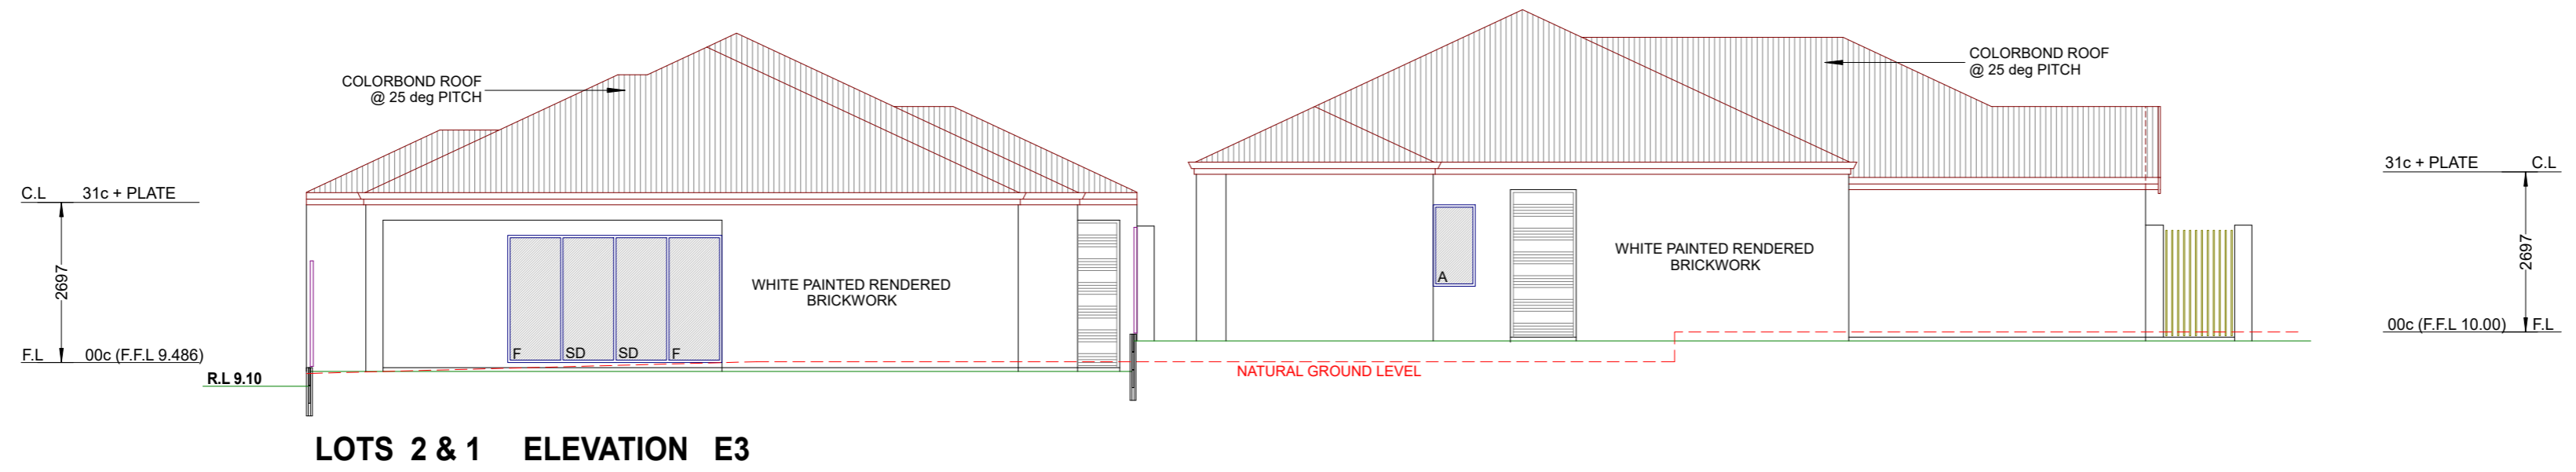 COLORBOND ROOF
@ 25 deg PITCH
C.L 31c + PLATE
2697
F.L 00c (F.F.L 9.486)
R.L 9.10
F SD SD F
WHITE PAINTED RENDERED
BRICKWORK
COLORBOND ROOF
@ 25 deg PITCH
A
WHITE PAINTED RENDERED
BRICKWORK
NATURAL GROUND LEVEL
31c + PLATE C.L
2697
00c (F.F.L 10.00) F.L
LOTS 2 & 1 ELEVATION E3